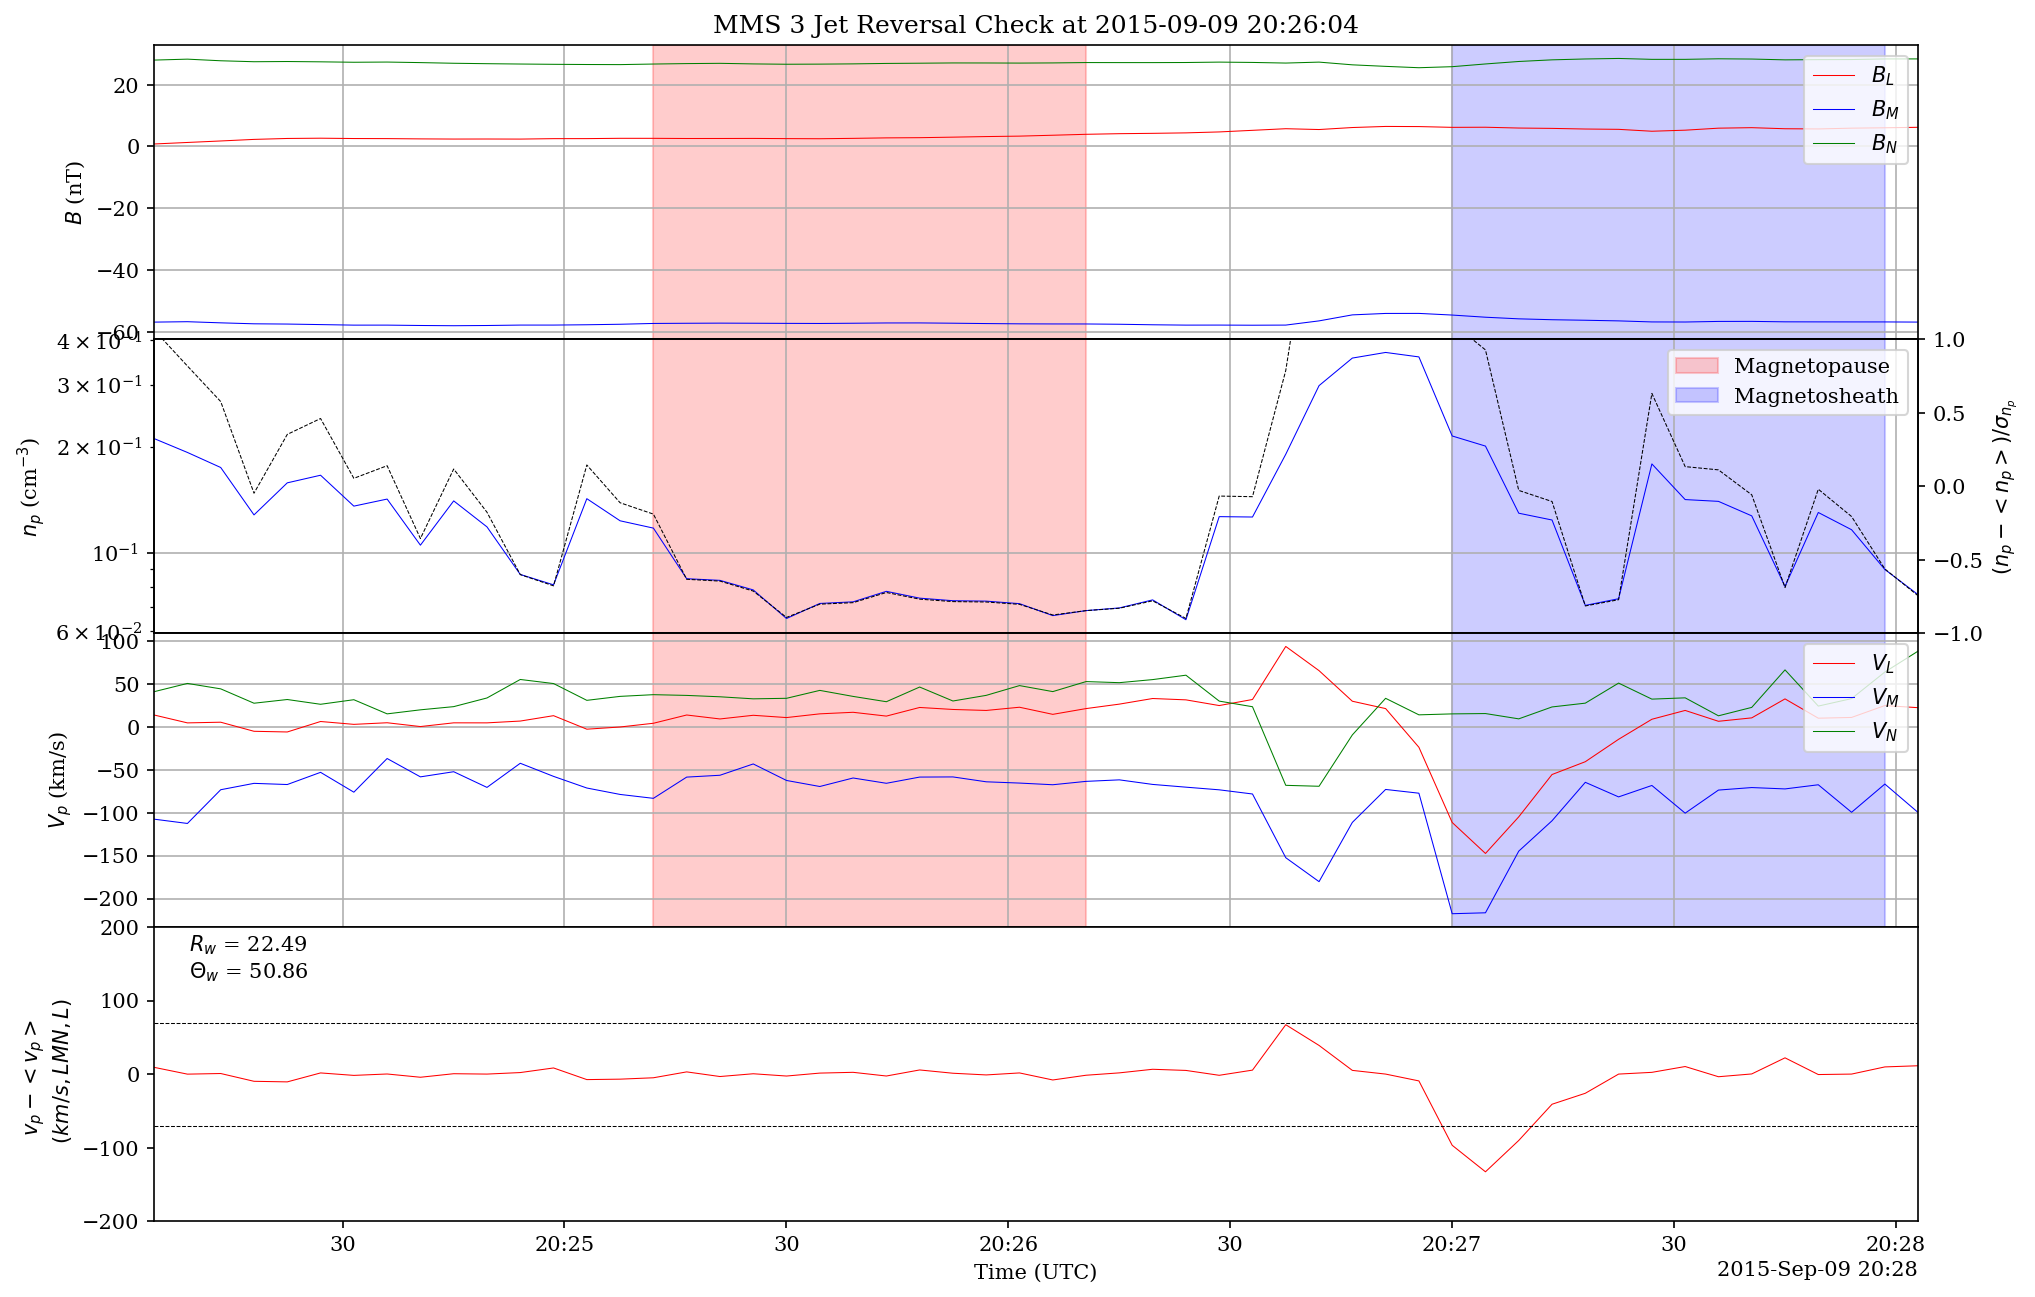 MMS 3 Jet Reversal Check at 2015-09-09 20:26:04
B (nT)
20
0
−20
−40
−60
B_L
B_M
B_N
n_p (cm⁻³)
4 × 10⁻¹
3 × 10⁻¹
2 × 10⁻¹
10⁻¹
6 × 10⁻²
Magnetopause
Magnetosheath
1.0
0.5
0.0
−0.5
−1.0
(n_p − < n_p >)/σ_{n_p}
V_p (km/s)
100
50
0
−50
−100
−150
−200
V_L
V_M
V_N
v_p − < v_p >
(km/s, LMN, L)
200
100
0
−100
−200
R_w = 22.49
Θ_w = 50.86
30 20:25 30 20:26 30 20:27 30 20:28
Time (UTC)
2015-Sep-09 20:28